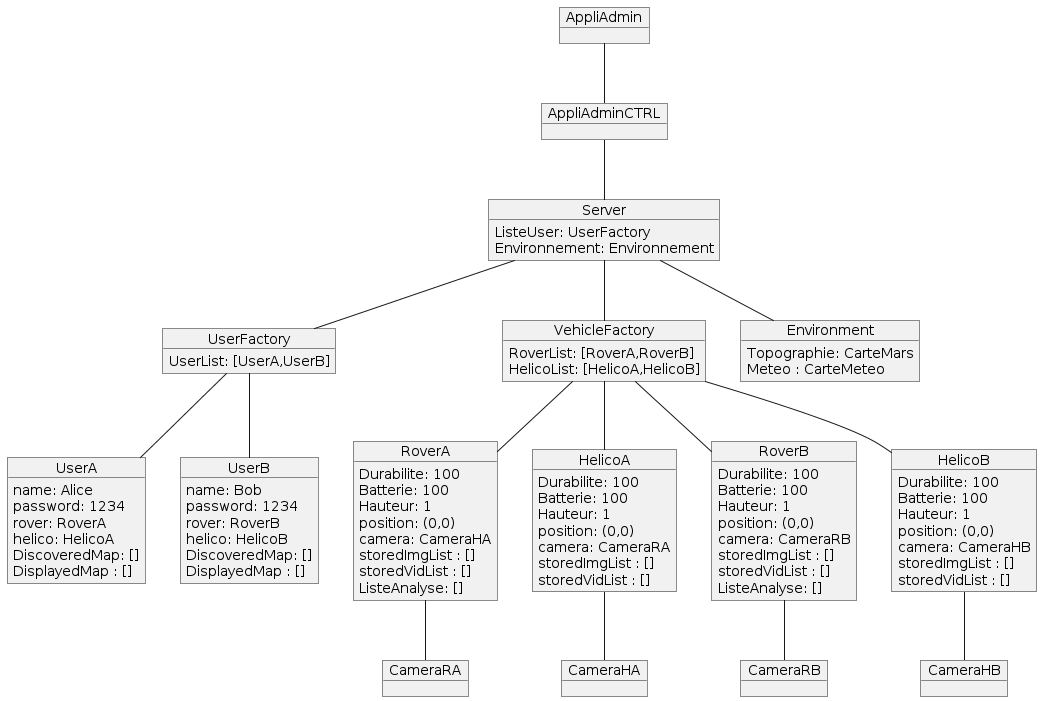 AppliAdmin
AppliAdminCTRL
Server
ListeUser: UserFactory
Environnement: Environnement
UserFactory
UserList: [UserA,UserB]
VehicleFactory
RoverList: [RoverA,RoverB]
HelicoList: [HelicoA,HelicoB]
Environment
Topographie: CarteMars
Meteo : CarteMeteo
UserA
name: Alice
password: 1234
rover: RoverA
helico: HelicoA
DiscoveredMap: []
DisplayedMap : []
UserB
name: Bob
password: 1234
rover: RoverB
helico: HelicoB
DiscoveredMap: []
DisplayedMap : []
RoverA
Durabilite: 100
Batterie: 100
Hauteur: 1
position: (0,0)
camera: CameraHA
storedImgList : []
storedVidList : []
ListeAnalyse: []
HelicoA
Durabilite: 100
Batterie: 100
Hauteur: 1
position: (0,0)
camera: CameraRA
storedImgList : []
storedVidList : []
RoverB
Durabilite: 100
Batterie: 100
Hauteur: 1
position: (0,0)
camera: CameraRB
storedImgList : []
storedVidList : []
ListeAnalyse: []
HelicoB
Durabilite: 100
Batterie: 100
Hauteur: 1
position: (0,0)
camera: CameraHB
storedImgList : []
storedVidList : []
CameraRA
CameraHA
CameraRB
CameraHB